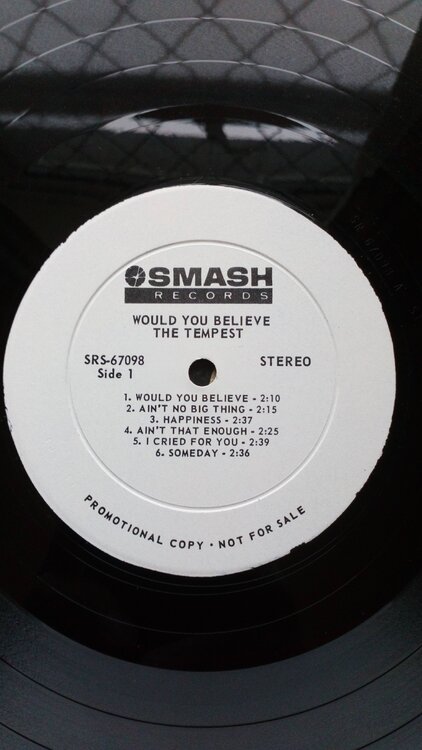 SMASH
RECORDS
WOULD YOU BELIEVE
THE TEMPEST
SRS-67098 STEREO
Side 1
1. WOULD YOU BELIEVE - 2:10
2. AIN'T NO BIG THING - 2:15
3. HAPPINESS - 2:37
4. AIN'T THAT ENOUGH - 2:25
5. I CRIED FOR YOU - 2:39
6. SOMEDAY - 2:36
PROMOTIONAL COPY • NOT FOR SALE